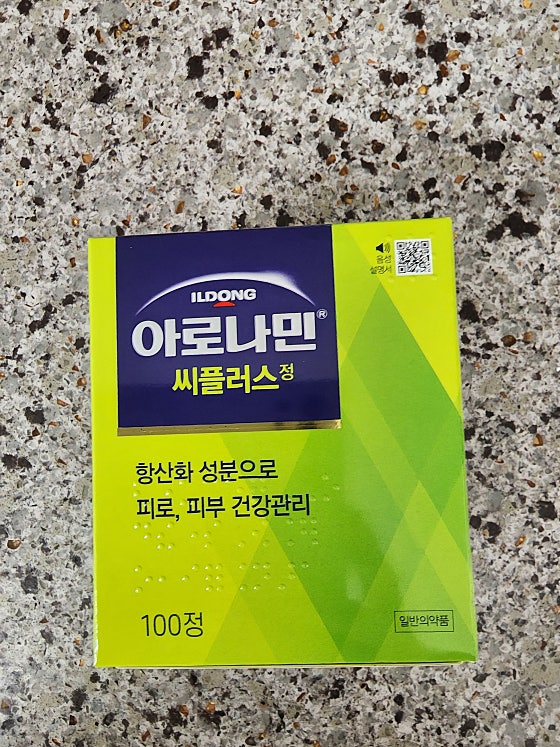 음성
설명서
ILDONG
아로나민®
씨플러스정
항산화 성분으로
피로, 피부 건강관리
100정
일반의약품